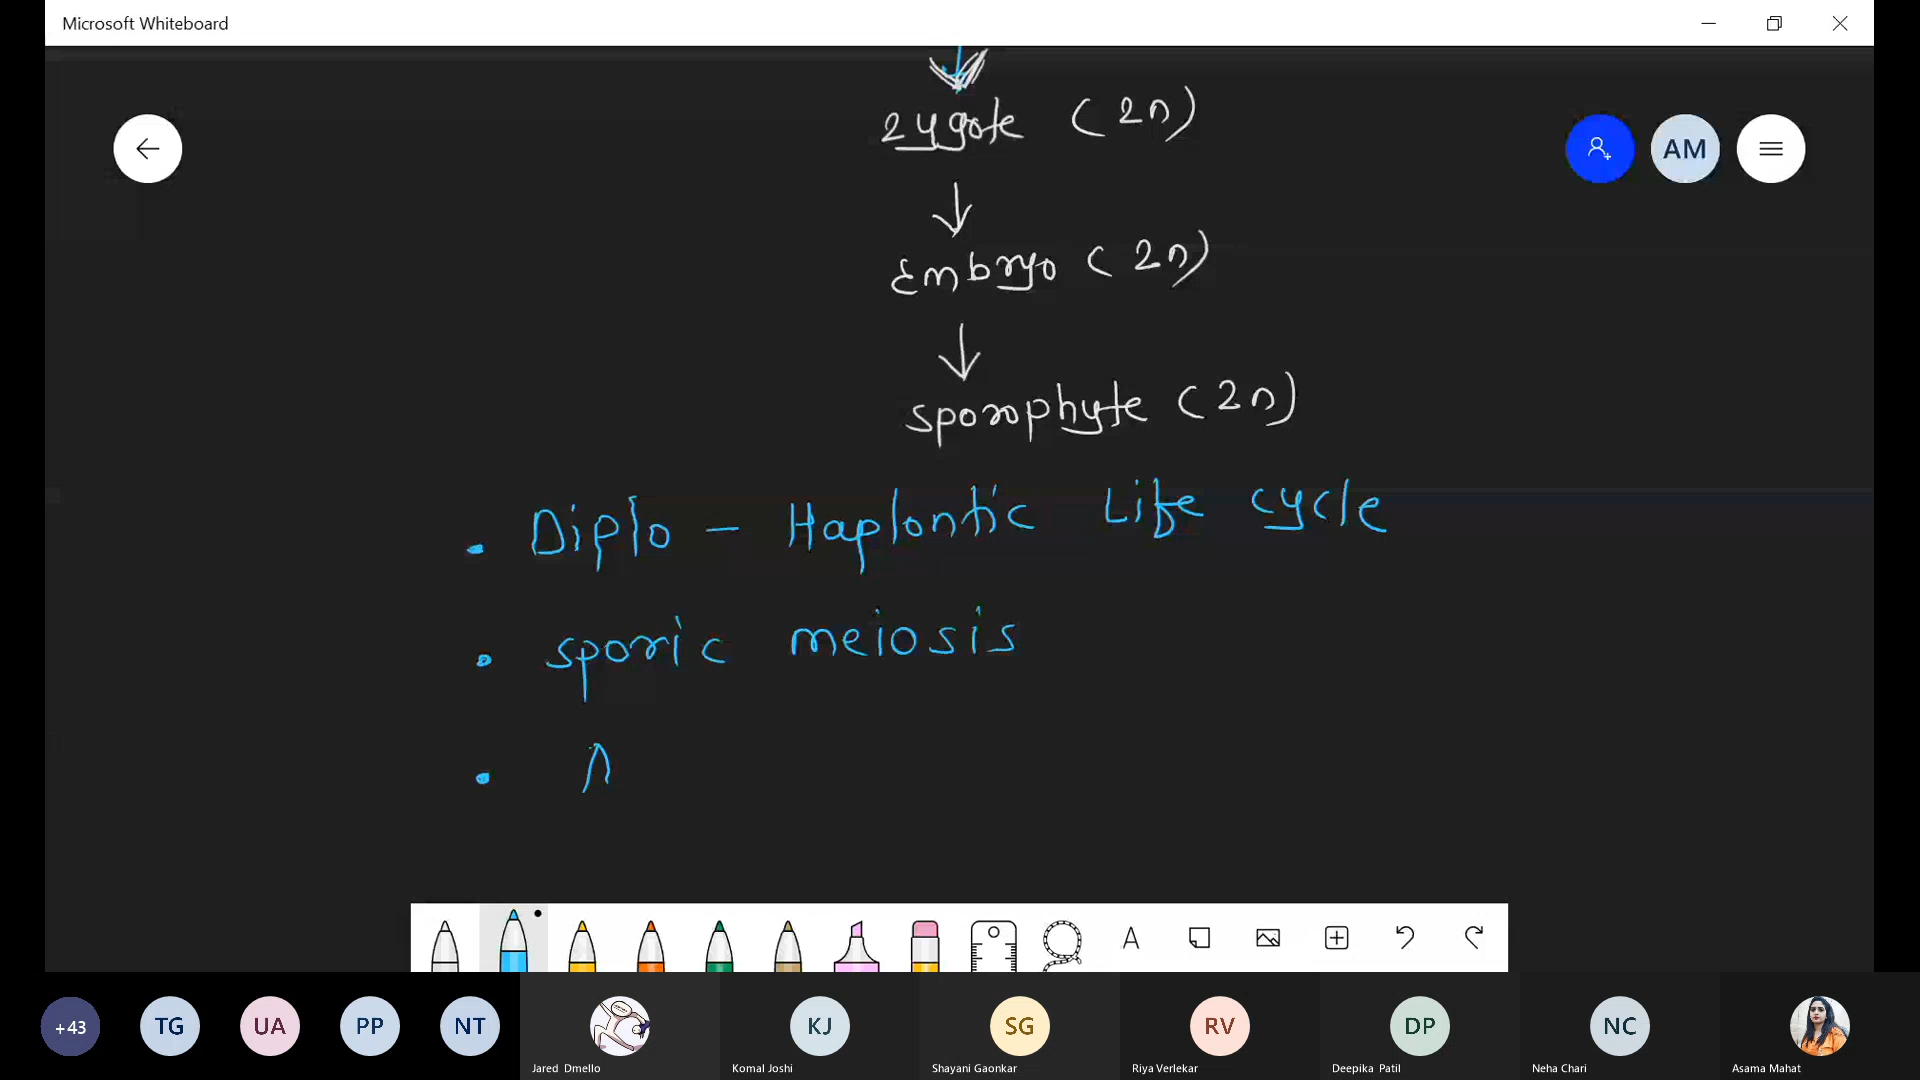 Microsoft Whiteboard
zygote (2n)
AM
Embryo (2n)
sporophyte (2n)
• Diplo - Haplontic Life cycle
• sporic meiosis
•
+43
TG
UA
PP
NT
KJ
SG
RV
DP
NC
Jared Dmello
Komal Joshi
Shayani Gaonkar
Riya Verlekar
Deepika Patil
Neha Chari
Asama Mahat